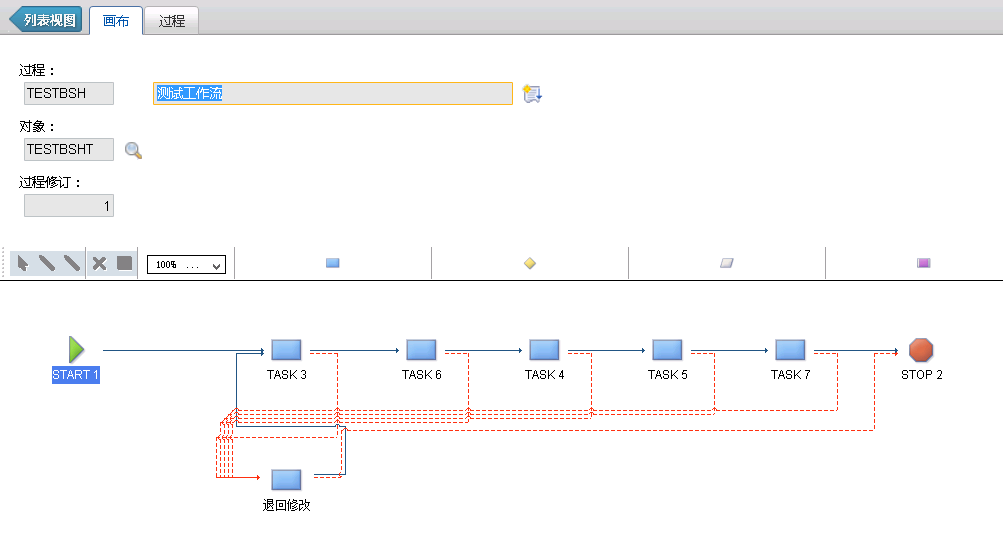 列表视图 画布 过程
过程：
TESTBSH 测试工作流
对象：
TESTBSHT
过程修订：
1
100% ...
START 1 TASK 3 TASK 6 TASK 4 TASK 5 TASK 7 STOP 2
退回修改